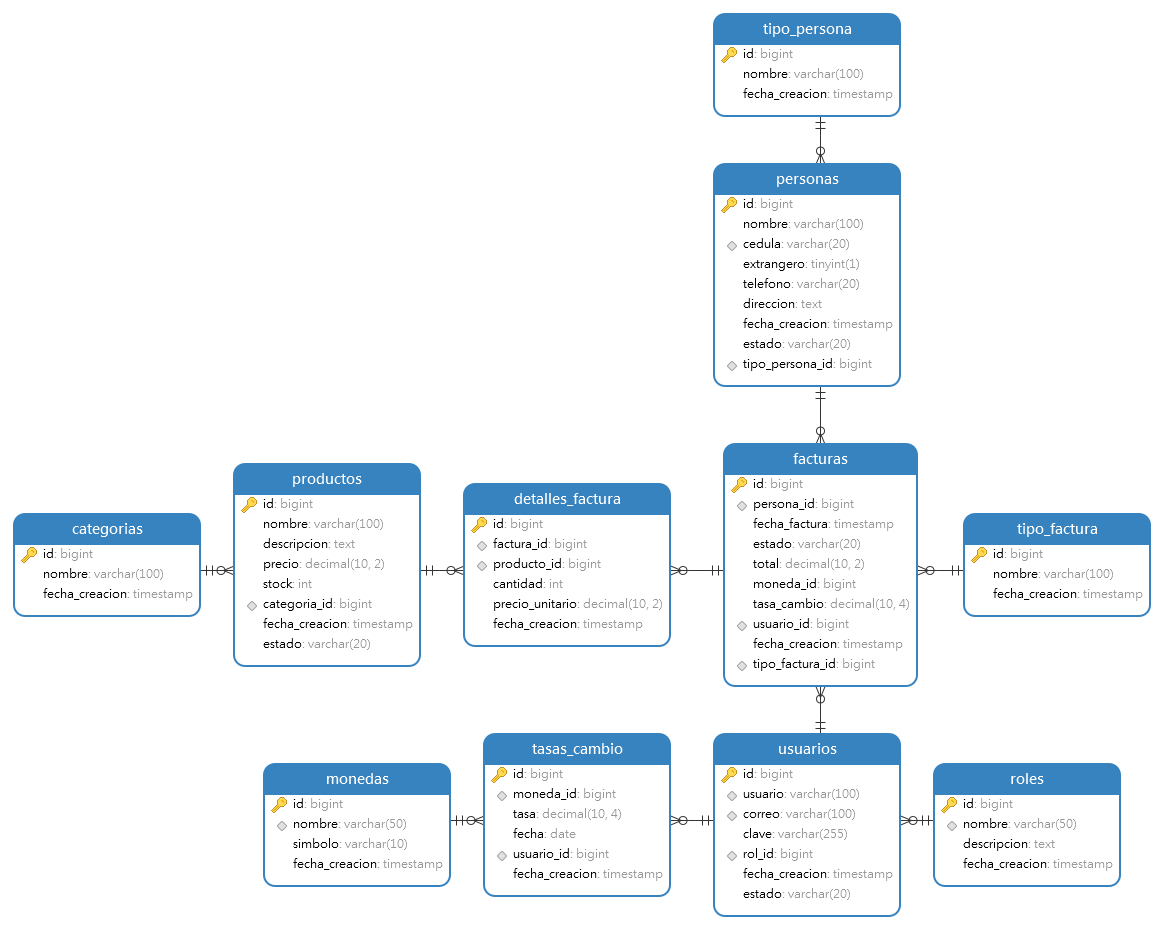 tipo_persona
id: bigint
nombre: varchar(100)
fecha_creacion: timestamp
personas
id: bigint
nombre: varchar(100)
cedula: varchar(20)
extrangero: tinyint(1)
telefono: varchar(20)
direccion: text
fecha_creacion: timestamp
estado: varchar(20)
tipo_persona_id: bigint
categorias
id: bigint
nombre: varchar(100)
fecha_creacion: timestamp
productos
id: bigint
nombre: varchar(100)
descripcion: text
precio: decimal(10, 2)
stock: int
categoria_id: bigint
fecha_creacion: timestamp
estado: varchar(20)
detalles_factura
id: bigint
factura_id: bigint
producto_id: bigint
cantidad: int
precio_unitario: decimal(10, 2)
fecha_creacion: timestamp
facturas
id: bigint
persona_id: bigint
fecha_factura: timestamp
estado: varchar(20)
total: decimal(10, 2)
moneda_id: bigint
tasa_cambio: decimal(10, 4)
usuario_id: bigint
fecha_creacion: timestamp
tipo_factura_id: bigint
tipo_factura
id: bigint
nombre: varchar(100)
fecha_creacion: timestamp
monedas
id: bigint
nombre: varchar(50)
simbolo: varchar(10)
fecha_creacion: timestamp
tasas_cambio
id: bigint
moneda_id: bigint
tasa: decimal(10, 4)
fecha: date
usuario_id: bigint
fecha_creacion: timestamp
usuarios
id: bigint
usuario: varchar(100)
correo: varchar(100)
clave: varchar(255)
rol_id: bigint
fecha_creacion: timestamp
estado: varchar(20)
roles
id: bigint
nombre: varchar(50)
descripcion: text
fecha_creacion: timestamp